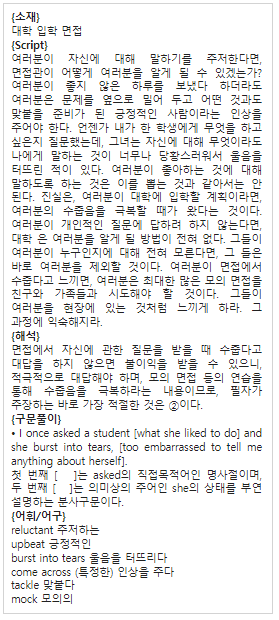 {소재}
대학 입학 면접
{Script}
여러분이 자신에 대해 말하기를 주저한다면,
면접관이 어떻게 여러분을 알게 될 수 있겠는가?
여러분이 좋지 않은 하루를 보냈다 하더라도
여러분은 문제를 옆으로 밀어 두고 어떤 것과도
맞붙을 준비가 된 긍정적인 사람이라는 인상을
주어야 한다. 언젠가 내가 한 학생에게 무엇을 하고
싶은지 질문했는데, 그녀는 자신에 대해 무엇이라도
나에게 말하는 것이 너무나 당황스러워서 울음을
터뜨린 적이 있다. 여러분이 좋아하는 것에 대해
말하도록 하는 것은 이를 뽑는 것과 같아서는 안
된다. 진실은, 여러분이 대학에 입학할 계획이라면,
여러분의 수줍음을 극복할 때가 왔다는 것이다.
여러분이 개인적인 질문에 답하려 하지 않는다면,
대학 은 여러분을 알게 될 방법이 전혀 없다. 그들이
여러분이 누구인지에 대해 전혀 모른다면, 그 들은
바로 여러분을 제외할 것이다. 여러분이 면접에서
수줍다고 느끼면, 여러분은 최대한 많은 모의 면접을
친구와 가족들과 시도해야 할 것이다. 그들이
여러분을 현장에 있는 것처럼 느끼게 하라. 그
과정에 익숙해지라.
{해석}
면접에서 자신에 관한 질문을 받을 때 수줍다고
대답을 하지 않으면 불이익을 받을 수 있으니,
적극적으로 대답해야 하며, 모의 면접 등의 연습을
통해 수줍음을 극복하라는 내용이므로, 필자가
주장하는 바로 가장 적절한 것은 ②이다.
{구문풀이}
• I once asked a student [what she liked to do] and
she burst into tears, [too embarrassed to tell me
anything about herself].
첫 번째 [ ]는 asked의 직접목적어인 명사절이며,
두 번째 [ ]는 의미상의 주어인 she의 상태를 부연
설명하는 분사구문이다.
{어휘/어구}
reluctant 주저하는
upbeat 긍정적인
burst into tears 울음을 터뜨리다
come across (특정한) 인상을 주다
tackle 맞붙다
mock 모의의